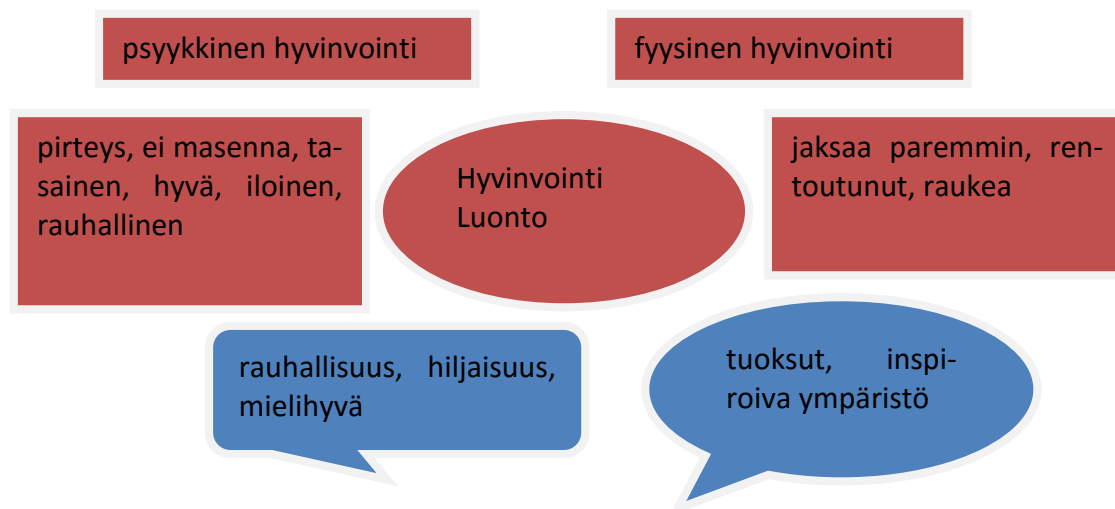 psyykkinen hyvinvointi
fyysinen hyvinvointi
pirteys, ei masenna, ta-
sainen, hyvä, iloinen,
rauhallinen
Hyvinvointi
Luonto
jaksaa paremmin, ren-
toutunut, raukea
rauhallisuus, hiljaisuus,
mielihyvä
tuoksut, inspi-
roiva ympäristö